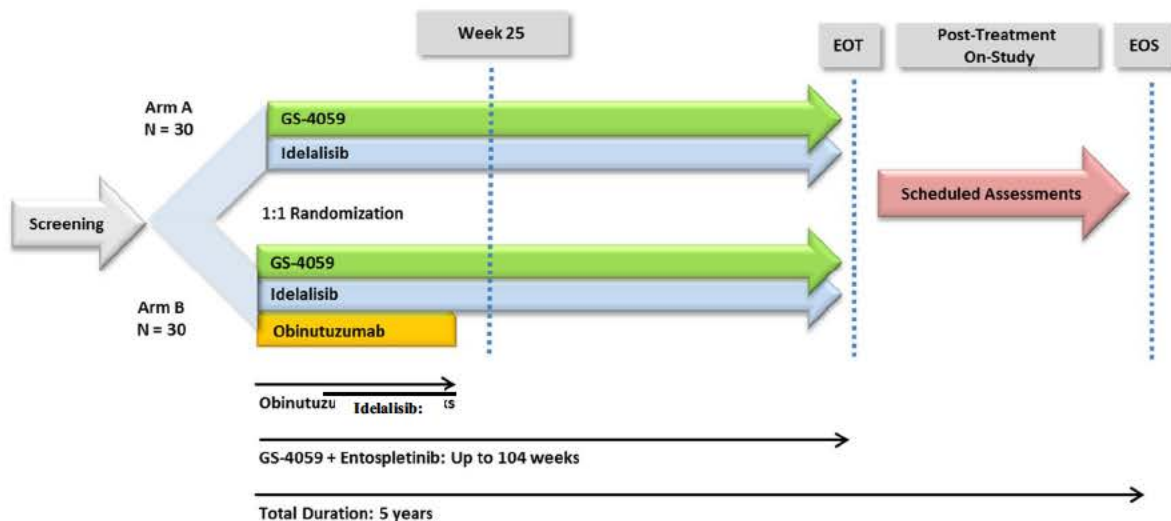 Week 25
EOT
Post-Treatment
On-Study
EOS
Arm A
N = 30
GS-4059
Idelalisib
Screening
1:1 Randomization
Scheduled Assessments
GS-4059
Idelalisib
Arm B
N = 30
Obinutuzumab
Idelalisib:
GS-4059 + Entospletinib: Up to 104 weeks
Total Duration: 5 years